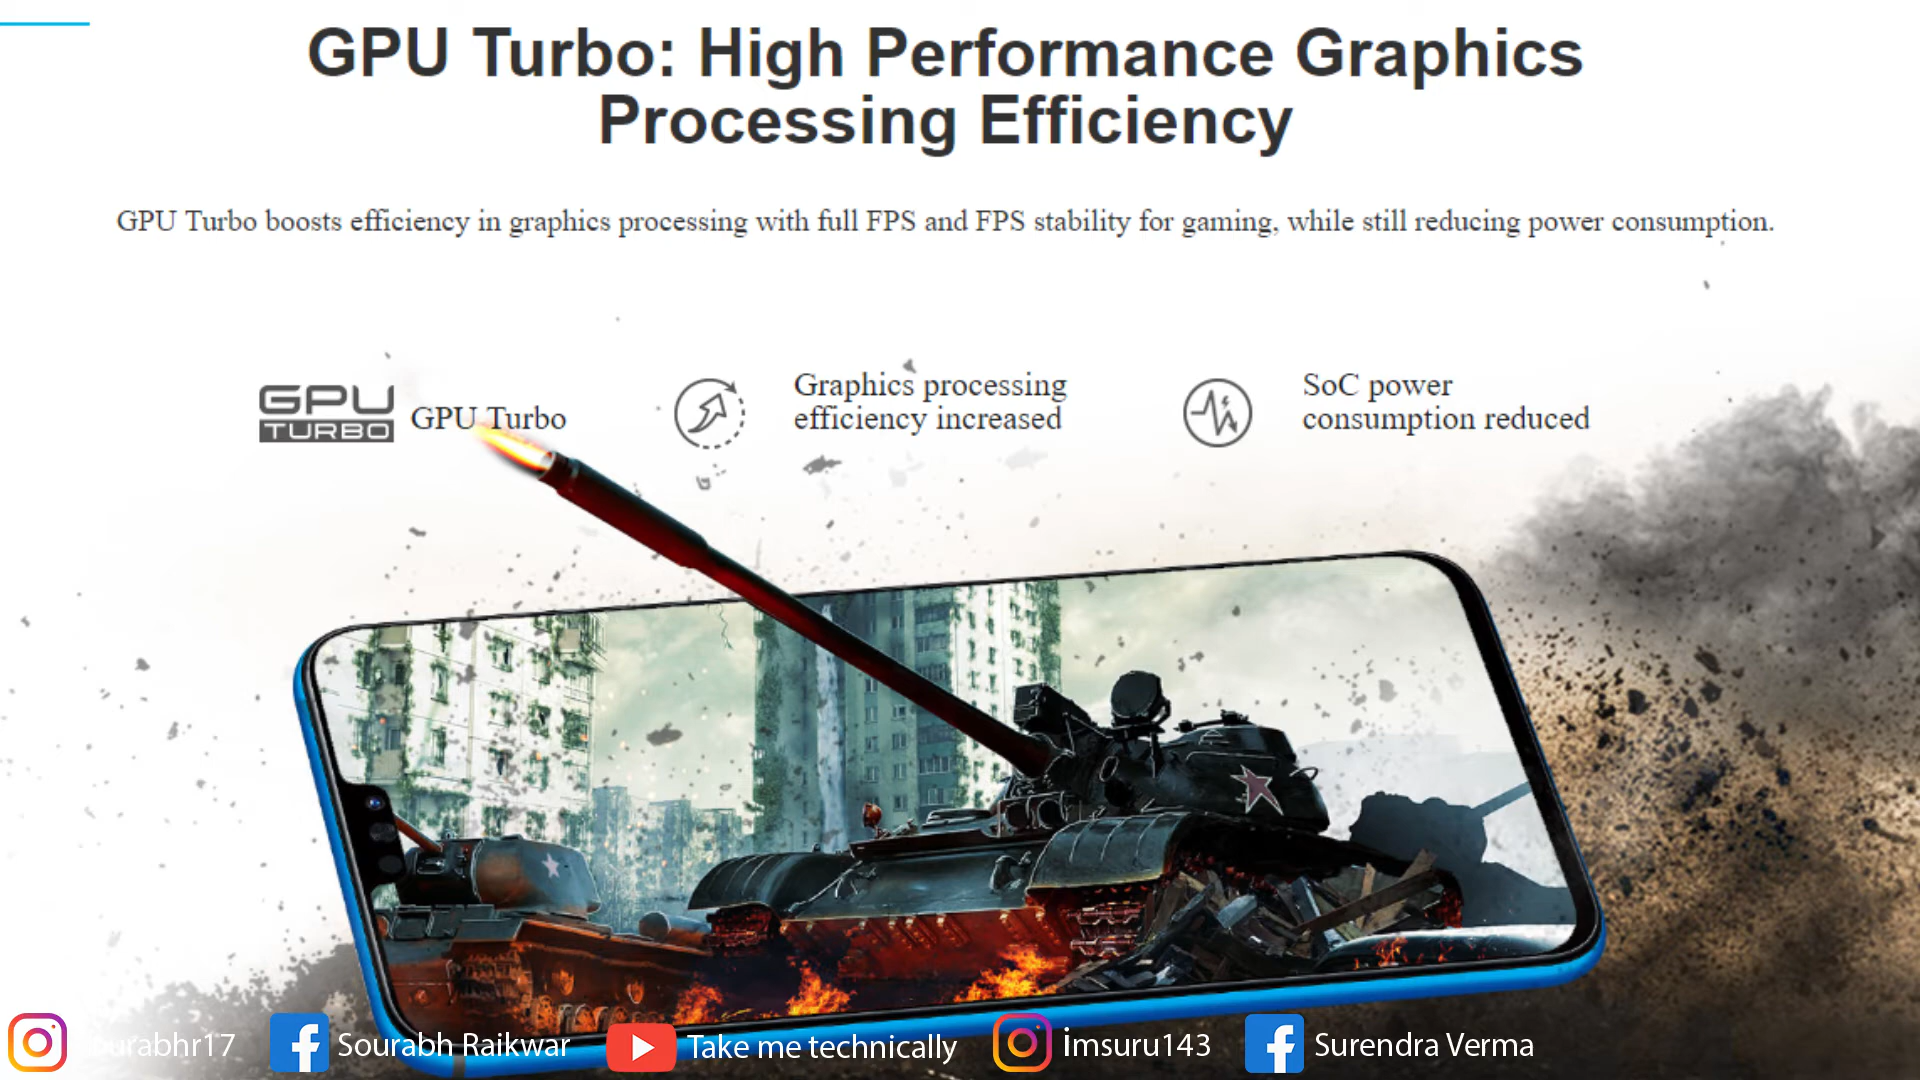 GPU Turbo: High Performance Graphics
Processing Efficiency
GPU Turbo boosts efficiency in graphics processing with full FPS and FPS stability for gaming, while still reducing power consumption.
GPU
TURBO
GPU Turbo
Graphics processing
efficiency increased
SoC power
consumption reduced
Sourabh Raikwar
Take me technically
İmsuru143
Surendra Verma